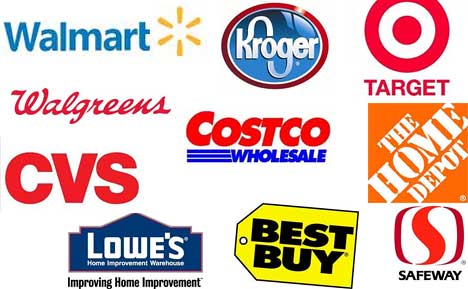 Walmart
Kroger
TARGET
Walgreens
COSTCO
WHOLESALE
THE
HOME
DEPOT
®
CVS
LOWE'S®
Home Improvement Warehouse
Improving Home Improvement™
BEST
BUY®
SAFEWAY